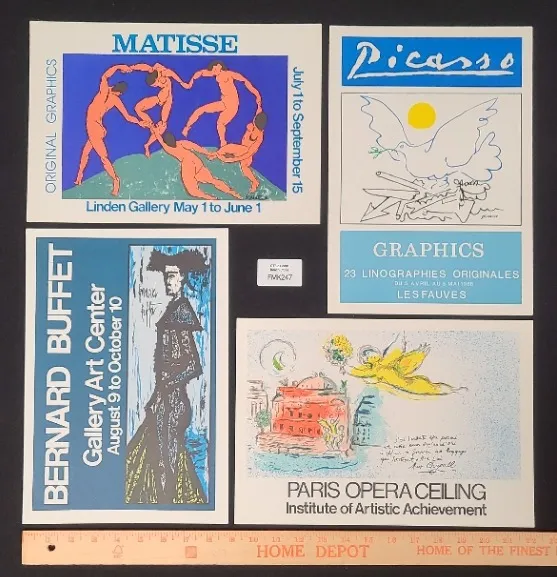 MATISSE
ORIGINAL GRAPHICS
July 1 to September 15
Linden Gallery May 1 to June 1
Picasso
GRAPHICS
23 LINOGRAPHIES ORIGINALES
LES FAUVES
RMK247
BERNARD BUFFET
Gallery Art Center
August 9 to October 10
PARIS OPERA CEILING
Institute of Artistic Achievement
HOME DEPOT
HOME OF THE FINEST